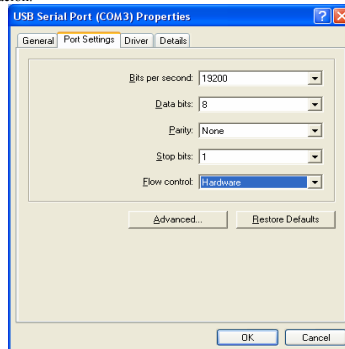 USB Serial Port (COM3) Properties
General Port Settings Driver Details
Bits per second: 19200
Data bits: 8
Parity: None
Stop bits: 1
Flow control: Hardware
Advanced... Restore Defaults
OK Cancel